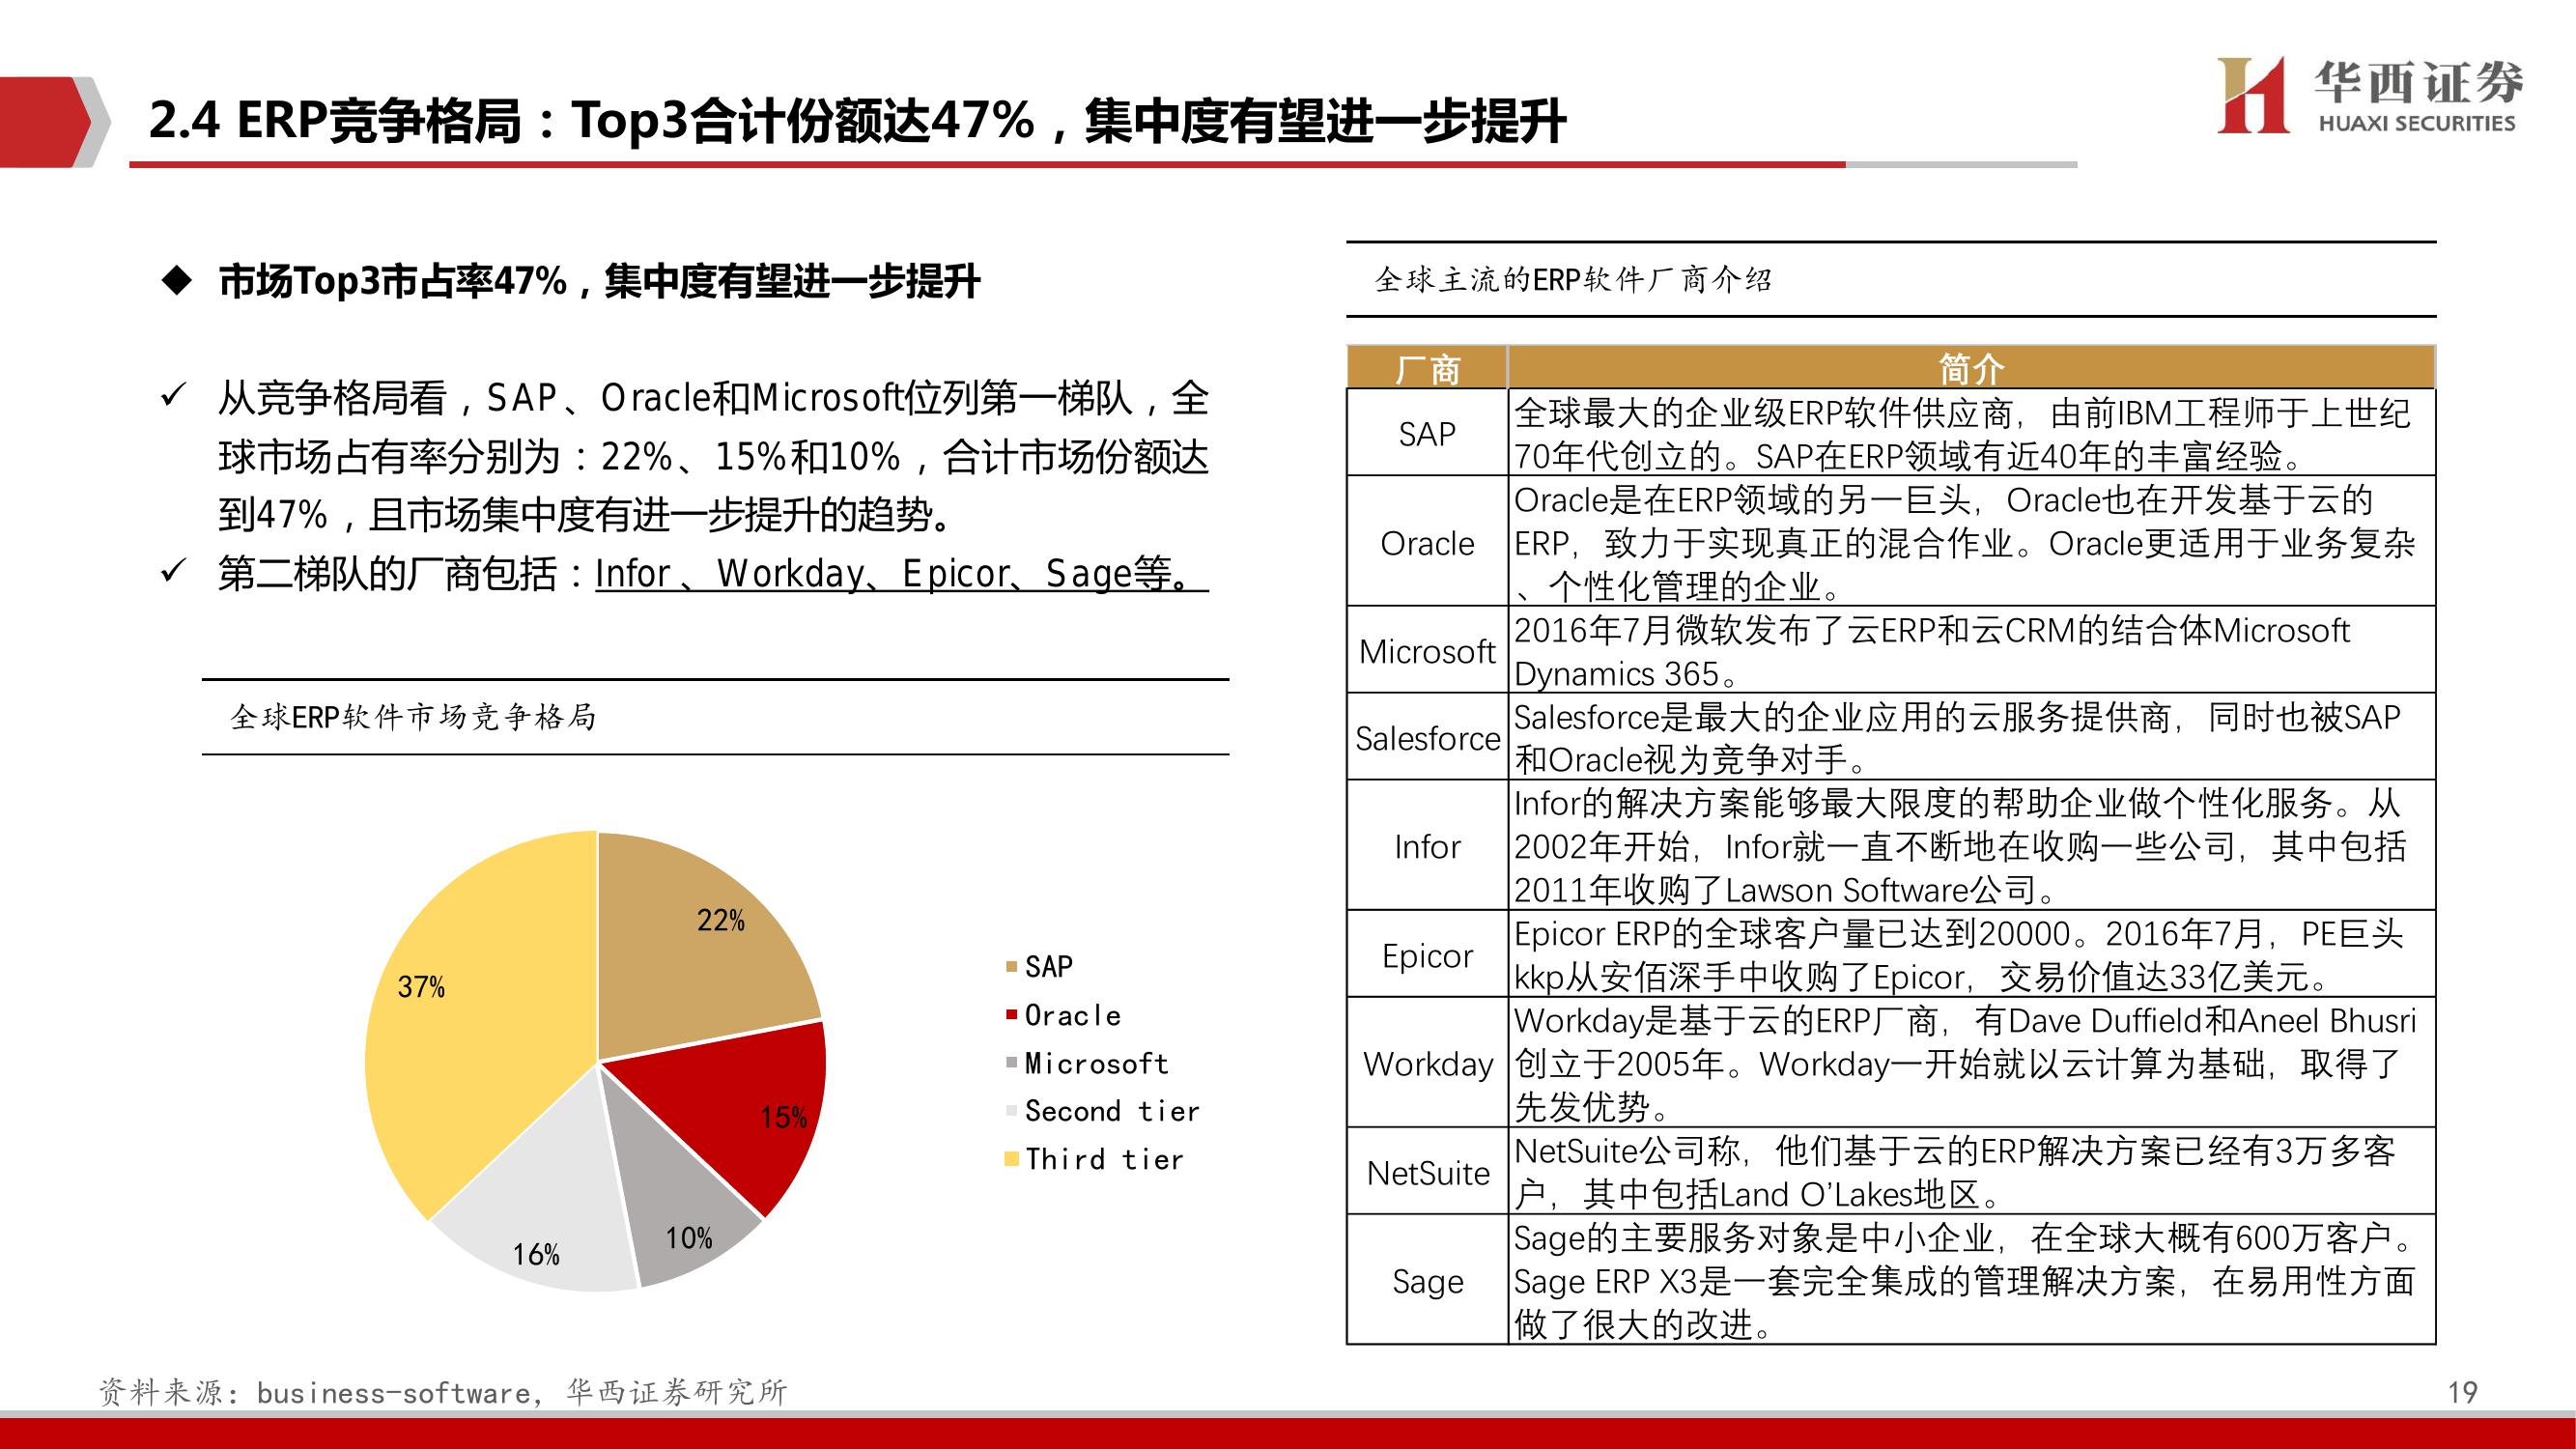 2.4 ERP竞争格局：Top3合计份额达47%，集中度有望进一步提升
华西证券
HUAXI SECURITIES
◆ 市场Top3市占率47%，集中度有望进一步提升
✓ 从竞争格局看，SAP、Oracle和Microsoft位列第一梯队，全
球市场占有率分别为：22%、15%和10%，合计市场份额达
到47%，且市场集中度有进一步提升的趋势。
✓ 第二梯队的厂商包括：Infor、Workday、Epicor、Sage等。
全球ERP软件市场竞争格局
22%
15%
10%
16%
37%
SAP
Oracle
Microsoft
Second tier
Third tier
全球主流的ERP软件厂商介绍
厂商 简介
SAP
全球最大的企业级ERP软件供应商，由前IBM工程师于上世纪
70年代创立的。SAP在ERP领域有近40年的丰富经验。
Oracle
Oracle是在ERP领域的另一巨头，Oracle也在开发基于云的
ERP，致力于实现真正的混合作业。Oracle更适用于业务复杂
、个性化管理的企业。
Microsoft
2016年7月微软发布了云ERP和云CRM的结合体Microsoft
Dynamics 365。
Salesforce
Salesforce是最大的企业应用的云服务提供商，同时也被SAP
和Oracle视为竞争对手。
Infor
Infor的解决方案能够最大限度的帮助企业做个性化服务。从
2002年开始，Infor就一直不断地在收购一些公司，其中包括
2011年收购了Lawson Software公司。
Epicor
Epicor ERP的全球客户量已达到20000。2016年7月，PE巨头
kkp从安佰深手中收购了Epicor，交易价值达33亿美元。
Workday
Workday是基于云的ERP厂商，有Dave Duffield和Aneel Bhusri
创立于2005年。Workday一开始就以云计算为基础，取得了
先发优势。
NetSuite
NetSuite公司称，他们基于云的ERP解决方案已经有3万多客
户，其中包括Land O’Lakes地区。
Sage
Sage的主要服务对象是中小企业，在全球大概有600万客户。
Sage ERP X3是一套完全集成的管理解决方案，在易用性方面
做了很大的改进。
资料来源：business-software，华西证券研究所
19